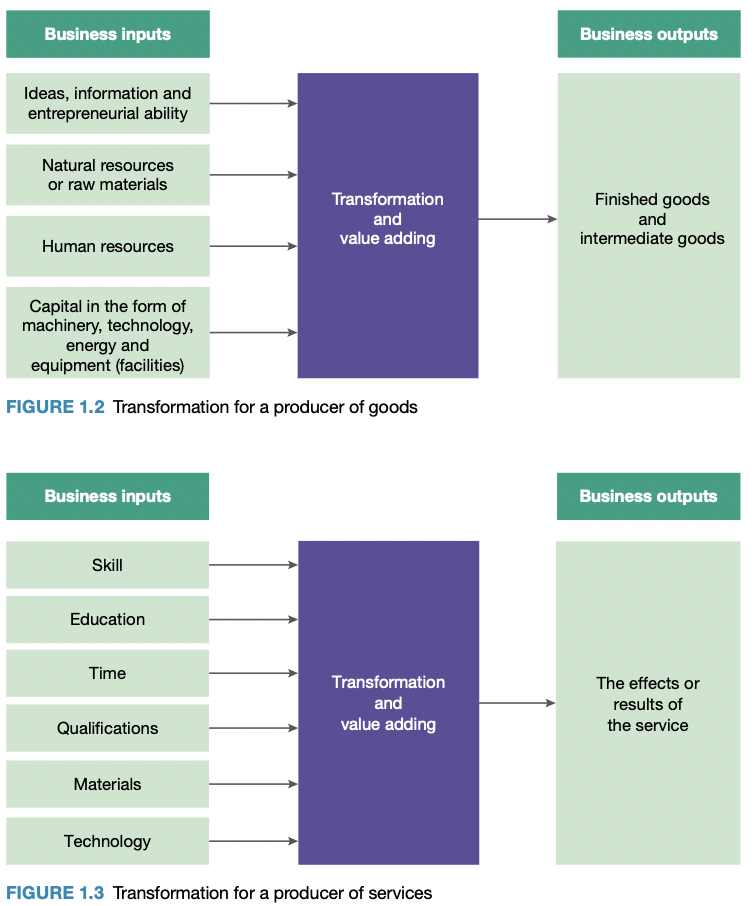 Business inputs
Business outputs
Ideas, information and
entrepreneurial ability
Natural resources
or raw materials
Human resources
Capital in the form of
machinery, technology,
energy and
equipment (facilities)
Transformation
and
value adding
Finished goods
and
intermediate goods
FIGURE 1.2 Transformation for a producer of goods
Business inputs
Business outputs
Skill
Education
Time
Qualifications
Materials
Technology
Transformation
and
value adding
The effects or
results of
the service
FIGURE 1.3 Transformation for a producer of services